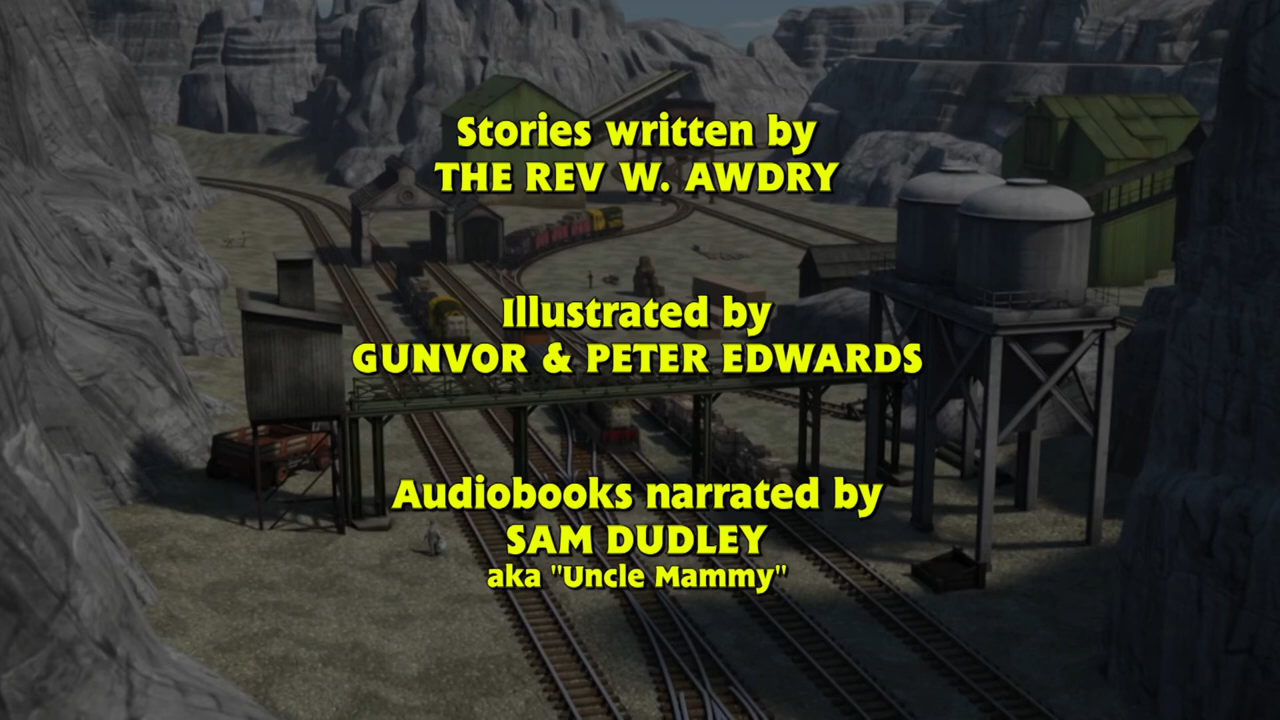 Stories written by
THE REV W. AWDRY
Illustrated by
GUNVOR & PETER EDWARDS
Audiobooks narrated by
SAM DUDLEY
aka "Uncle Mammy"